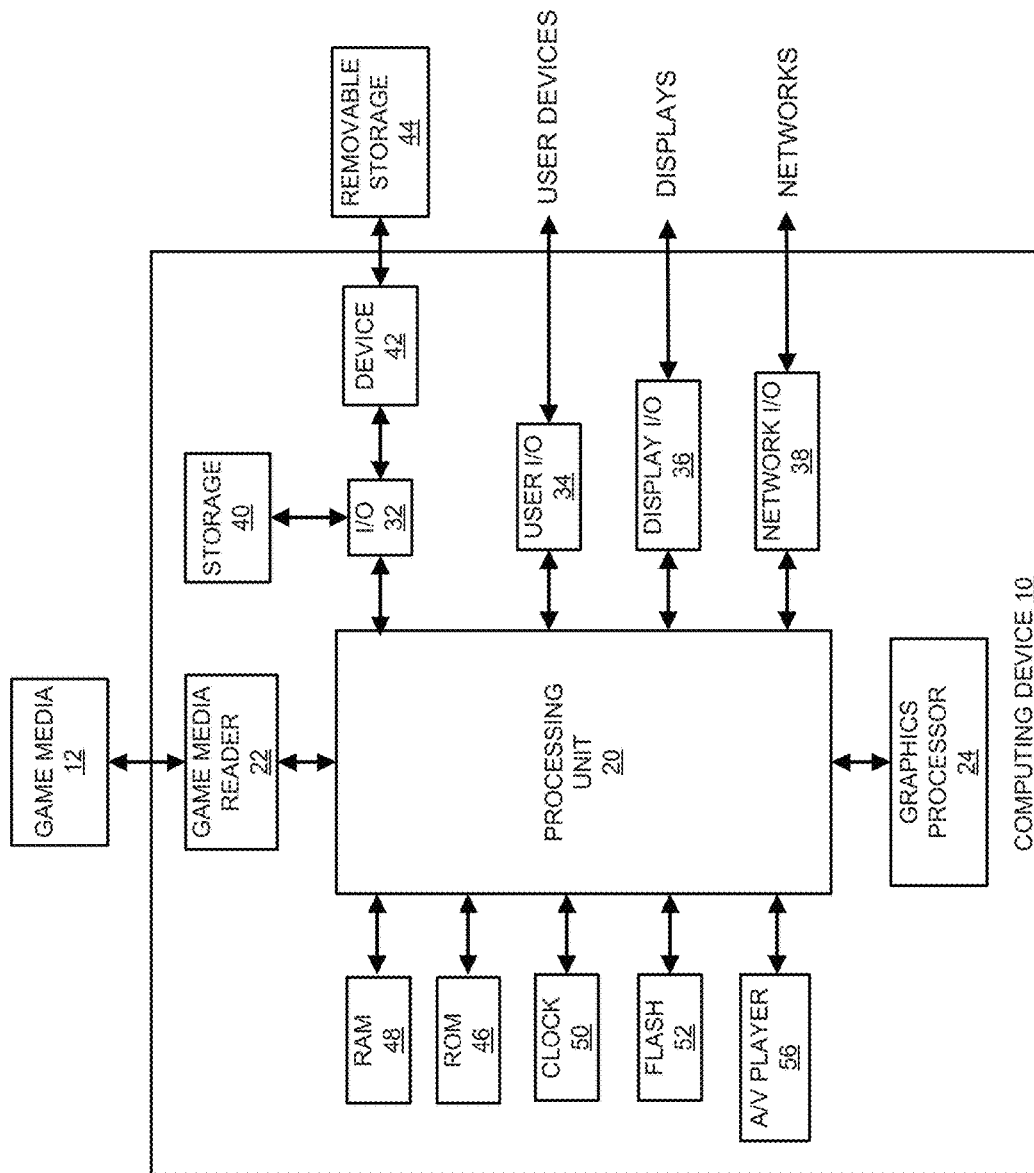 GAME MEDIA
12
GAME MEDIA
READER
22
STORAGE
40
I/O
32
DEVICE
42
REMOVABLE
STORAGE
44
RAM
48
ROM
46
CLOCK
50
FLASH
52
A/V PLAYER
56
PROCESSING
UNIT
20
USER I/O
34
USER DEVICES
DISPLAY I/O
36
DISPLAYS
NETWORK I/O
38
NETWORKS
GRAPHICS
PROCESSOR
24
COMPUTING DEVICE 10